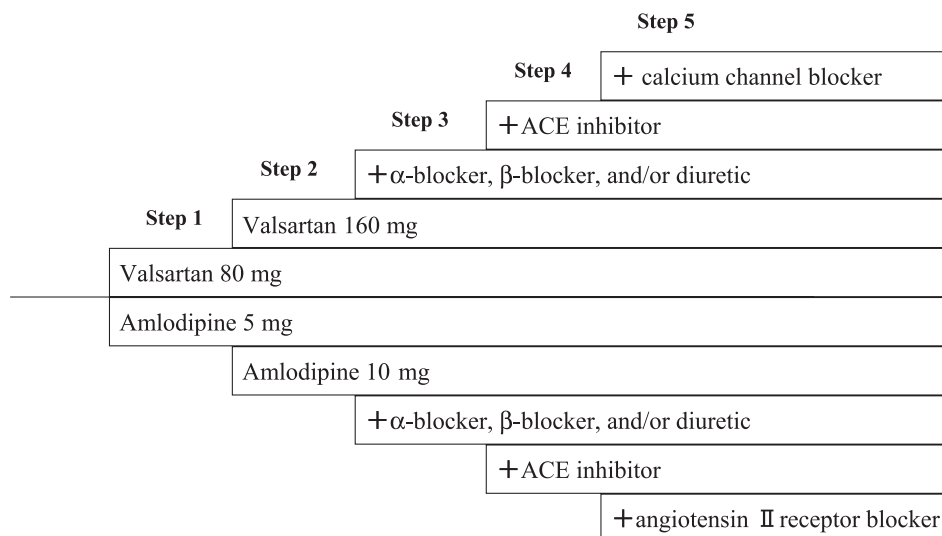 Step 5
+ calcium channel blocker
Step 4
+ACE inhibitor
Step 3
+α-blocker, β-blocker, and/or diuretic
Step 2
Valsartan 160 mg
Step 1
Valsartan 80 mg
Amlodipine 5 mg
Amlodipine 10 mg
+α-blocker, β-blocker, and/or diuretic
+ACE inhibitor
+angiotensin Ⅱ receptor blocker